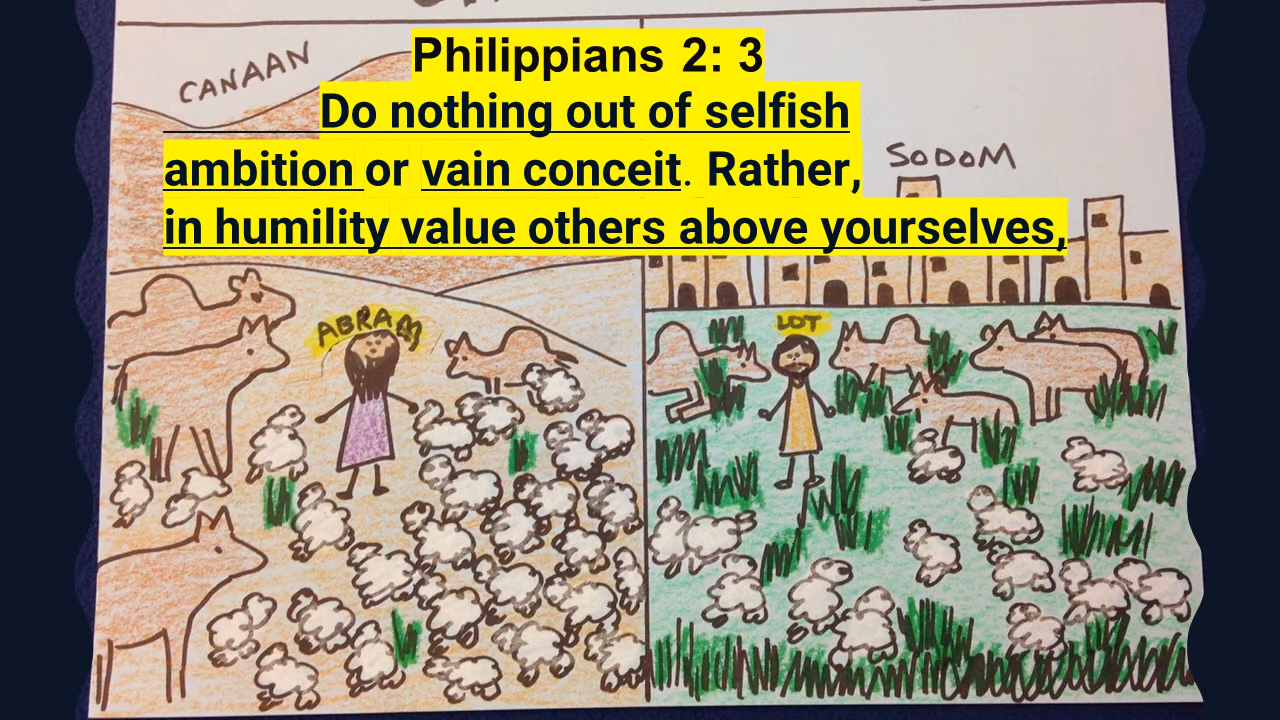 CANAAN
Philippians 2: 3
Do nothing out of selfish
ambition or vain conceit. Rather,
in humility value others above yourselves,
SODOM
ABRAM
LOT